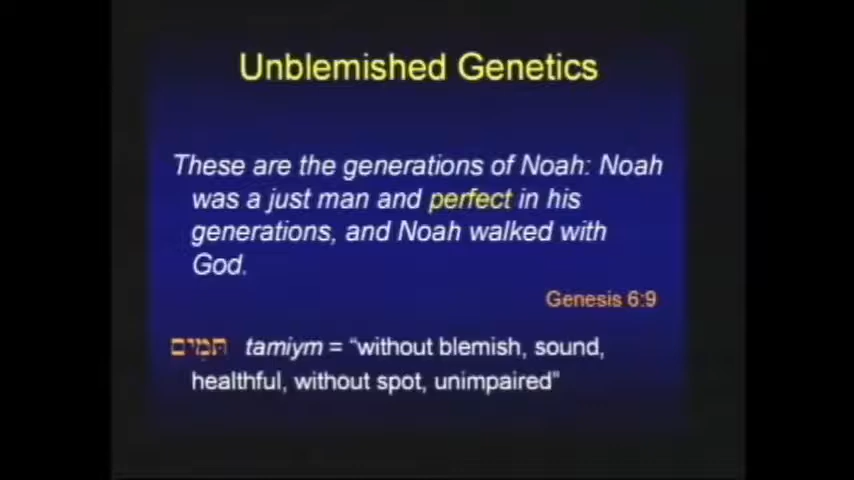 Unblemished Genetics
These are the generations of Noah: Noah
was a just man and perfect in his
generations, and Noah walked with
God.
Genesis 6:9
תמים tamiym = “without blemish, sound,
healthful, without spot, unimpaired”